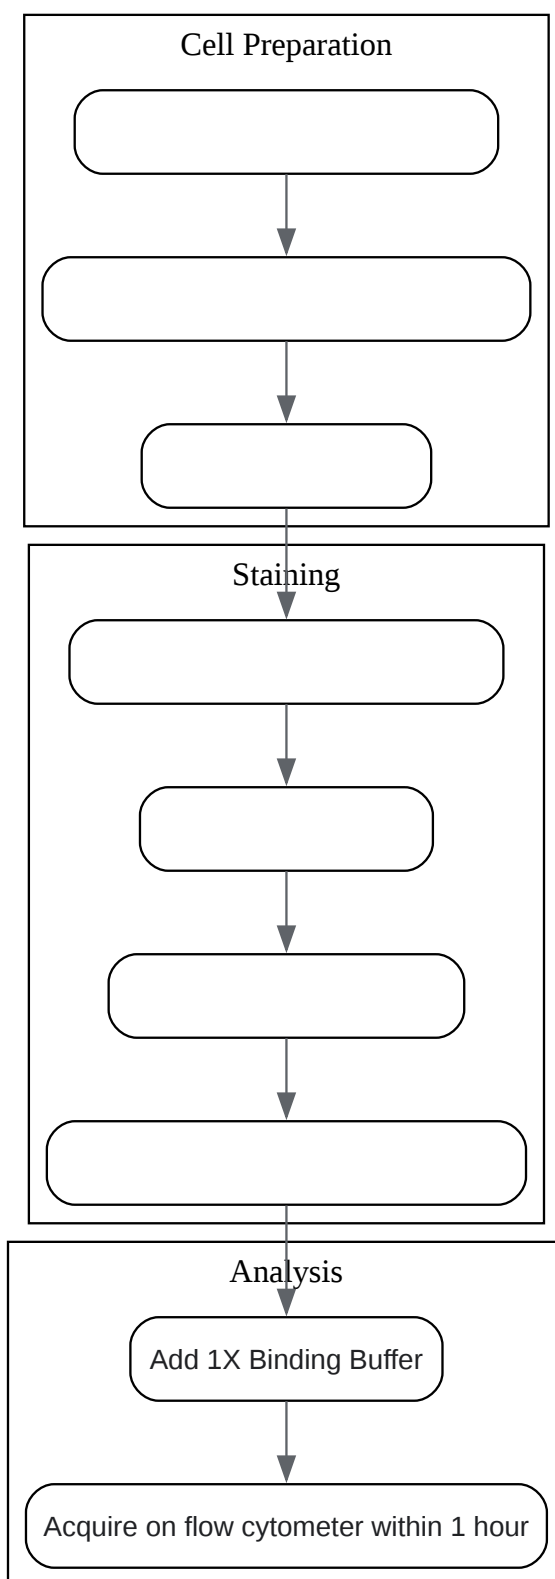 Cell Preparation
Staining
Analysis
Add 1X Binding Buffer
Acquire on flow cytometer within 1 hour